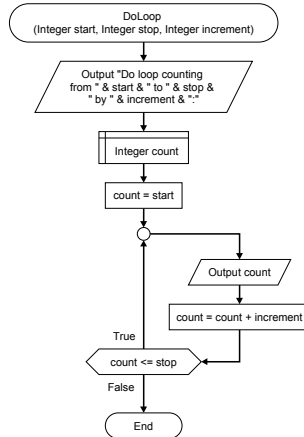 DoLoop
(Integer start, Integer stop, Integer increment)
Output "Do loop counting
from " & start & " to " & stop &
" by " & increment & ":"
Integer count
count = start
Output count
count = count + increment
True
count <= stop
False
End